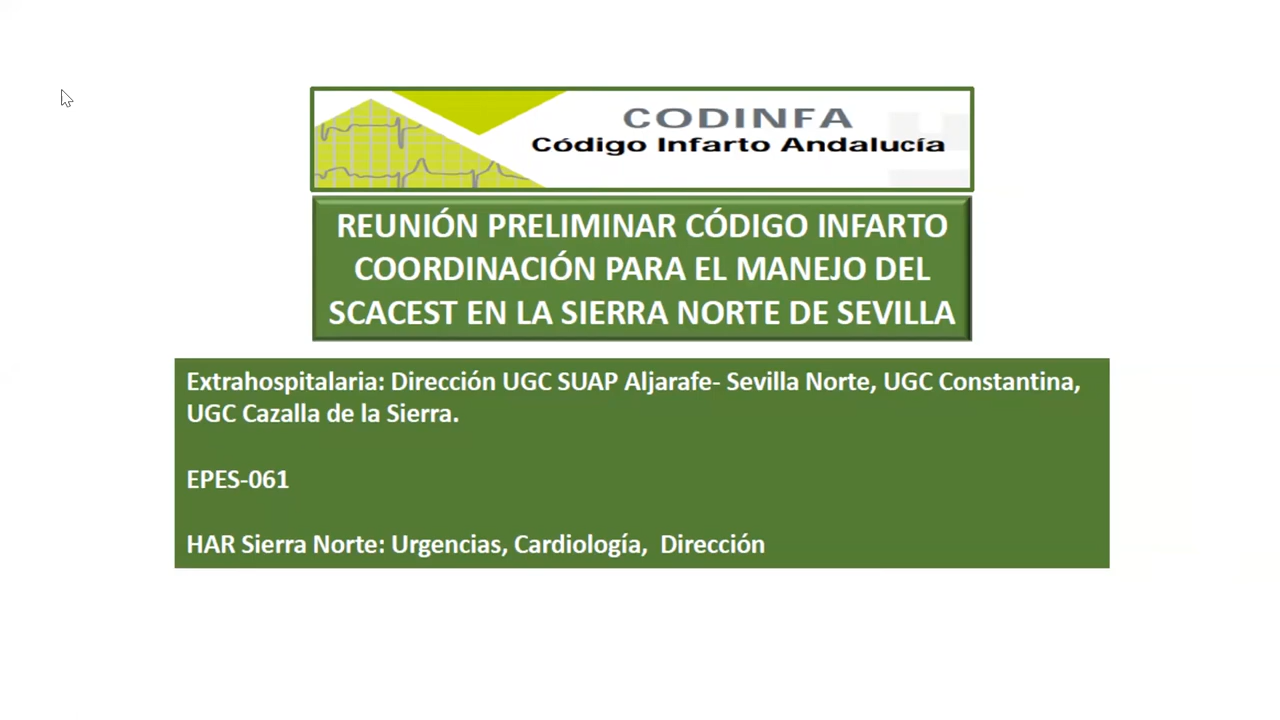 CODINFA
Código Infarto Andalucía
REUNIÓN PRELIMINAR CÓDIGO INFARTO
COORDINACIÓN PARA EL MANEJO DEL
SCACEST EN LA SIERRA NORTE DE SEVILLA
Extrahospitalaria: Dirección UGC SUAP Aljarafe- Sevilla Norte, UGC Constantina,
UGC Cazalla de la Sierra.
EPES-061
HAR Sierra Norte: Urgencias, Cardiología,  Dirección